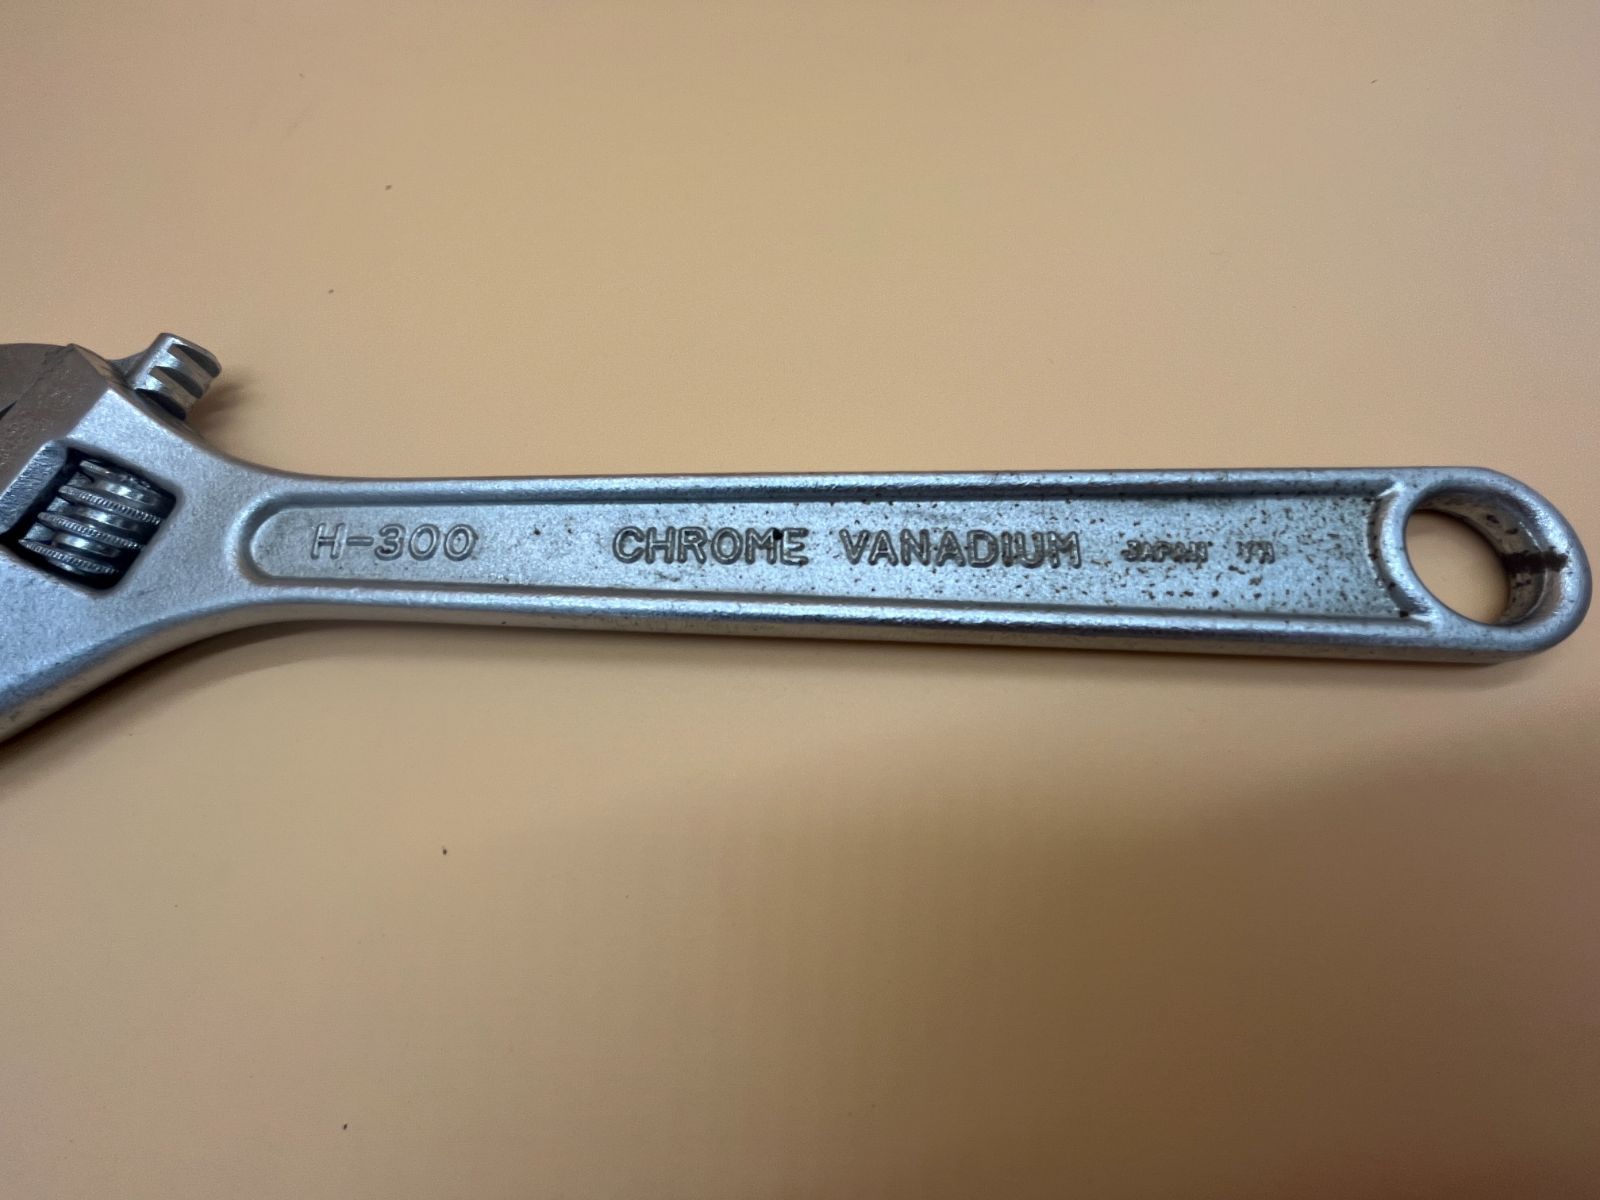 H-300 CHROME VANADIUM JAPAN